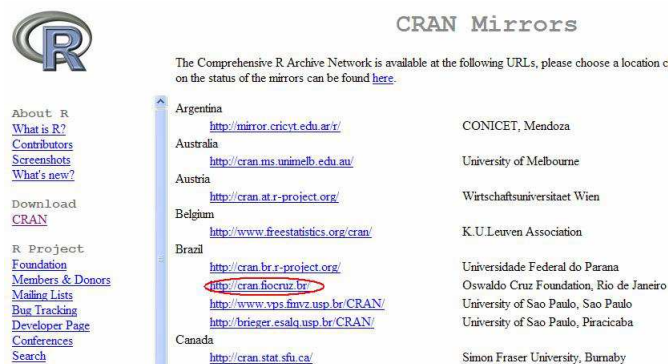 R
CRAN Mirrors
The Comprehensive R Archive Network is available at the following URLs, please choose a location c
on the status of the mirrors can be found here.
About R
What is R?
Contributors
Screenshots
What's new?
Download
CRAN
R Project
Foundation
Members & Donors
Mailing Lists
Bug Tracking
Developer Page
Conferences
Search
Argentina
http://mirror.cricyt.edu.ar/r/ CONICET, Mendoza
Australia
http://cran.ms.unimelb.edu.au/ University of Melbourne
Austria
http://cran.at.r-project.org/ Wirtschaftsuniversitaet Wien
Belgium
http://www.freestatistics.org/cran/ K.U.Leuven Association
Brazil
http://cran.br.r-project.org/ Universidade Federal do Parana
http://cran.fiocruz.br/ Oswaldo Cruz Foundation, Rio de Janeiro
http://www.vps.fmvz.usp.br/CRAN/ University of Sao Paulo, Sao Paulo
http://brieger.esalq.usp.br/CRAN/ University of Sao Paulo, Piracicaba
Canada
http://cran.stat.sfu.ca/ Simon Fraser University, Burnaby